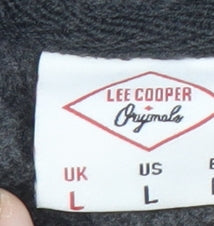 LEE COOPER
Originals
UK US E
L L